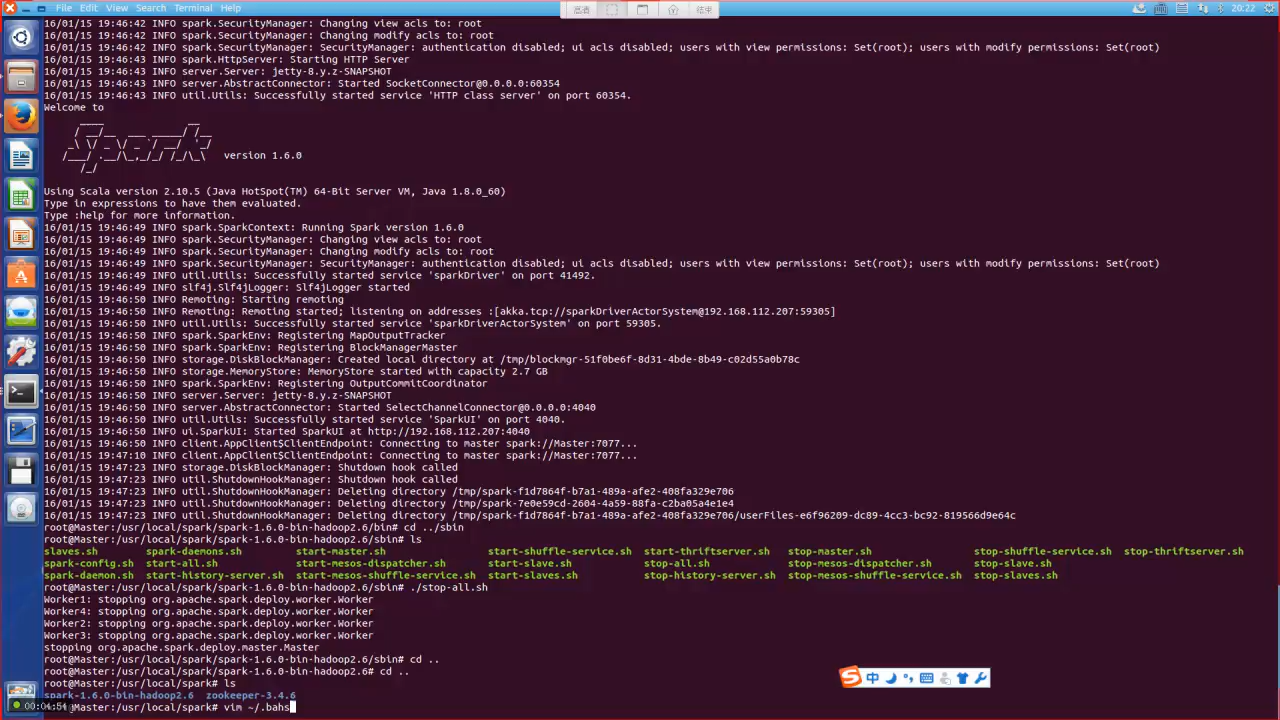 File Edit View Search Terminal Help
高清
结束
20:22
16/01/15 19:46:42 INFO spark.SecurityManager: Changing view acls to: root
16/01/15 19:46:42 INFO spark.SecurityManager: Changing modify acls to: root
16/01/15 19:46:42 INFO spark.SecurityManager: SecurityManager: authentication disabled; ui acls disabled; users with view permissions: Set(root); users with modify permissions: Set(root)
16/01/15 19:46:43 INFO spark.HttpServer: Starting HTTP Server
16/01/15 19:46:43 INFO server.Server: jetty-8.y.z-SNAPSHOT
16/01/15 19:46:43 INFO server.AbstractConnector: Started SocketConnector@0.0.0.0:60354
16/01/15 19:46:43 INFO util.Utils: Successfully started service 'HTTP class server' on port 60354.
Welcome to
Spark version 1.6.0
Using Scala version 2.10.5 (Java HotSpot(TM) 64-Bit Server VM, Java 1.8.0_60)
Type in expressions to have them evaluated.
Type :help for more information.
16/01/15 19:46:49 INFO spark.SparkContext: Running Spark version 1.6.0
16/01/15 19:46:49 INFO spark.SecurityManager: Changing view acls to: root
16/01/15 19:46:49 INFO spark.SecurityManager: Changing modify acls to: root
16/01/15 19:46:49 INFO spark.SecurityManager: SecurityManager: authentication disabled; ui acls disabled; users with view permissions: Set(root); users with modify permissions: Set(root)
16/01/15 19:46:49 INFO util.Utils: Successfully started service 'sparkDriver' on port 41492.
16/01/15 19:46:49 INFO slf4j.Slf4jLogger: Slf4jLogger started
16/01/15 19:46:50 INFO Remoting: Starting remoting
16/01/15 19:46:50 INFO Remoting: Remoting started; listening on addresses :[akka.tcp://sparkDriverActorSystem@192.168.112.207:59305]
16/01/15 19:46:50 INFO util.Utils: Successfully started service 'sparkDriverActorSystem' on port 59305.
16/01/15 19:46:50 INFO spark.SparkEnv: Registering MapOutputTracker
16/01/15 19:46:50 INFO spark.SparkEnv: Registering BlockManagerMaster
16/01/15 19:46:50 INFO storage.DiskBlockManager: Created local directory at /tmp/blockmgr-51f0be6f-8d31-4bde-8b49-c02d55a0b78c
16/01/15 19:46:50 INFO storage.MemoryStore: MemoryStore started with capacity 2.7 GB
16/01/15 19:46:50 INFO spark.SparkEnv: Registering OutputCommitCoordinator
16/01/15 19:46:50 INFO server.Server: jetty-8.y.z-SNAPSHOT
16/01/15 19:46:50 INFO server.AbstractConnector: Started SelectChannelConnector@0.0.0.0:4040
16/01/15 19:46:50 INFO util.Utils: Successfully started service 'SparkUI' on port 4040.
16/01/15 19:46:50 INFO ui.SparkUI: Started SparkUI at http://192.168.112.207:4040
16/01/15 19:46:50 INFO client.AppClient$ClientEndpoint: Connecting to master spark://Master:7077...
16/01/15 19:47:10 INFO client.AppClient$ClientEndpoint: Connecting to master spark://Master:7077...
16/01/15 19:47:23 INFO storage.DiskBlockManager: Shutdown hook called
16/01/15 19:47:23 INFO util.ShutdownHookManager: Shutdown hook called
16/01/15 19:47:23 INFO util.ShutdownHookManager: Deleting directory /tmp/spark-f1d7864f-b7a1-489a-afe2-408fa329e706
16/01/15 19:47:23 INFO util.ShutdownHookManager: Deleting directory /tmp/spark-7e0e59cd-2604-4a59-88fa-c2ba05a4e1e4
16/01/15 19:47:23 INFO util.ShutdownHookManager: Deleting directory /tmp/spark-f1d7864f-b7a1-489a-afe2-408fa329e706/userFiles-e6f96209-dc89-4cc3-bc92-819566d9e64c
root@Master:/usr/local/spark/spark-1.6.0-bin-hadoop2.6/bin# cd ../sbin
root@Master:/usr/local/spark/spark-1.6.0-bin-hadoop2.6/sbin# ls
slaves.sh spark-daemons.sh start-master.sh start-shuffle-service.sh start-thriftserver.sh stop-master.sh stop-shuffle-service.sh stop-thriftserver.sh
spark-config.sh start-all.sh start-mesos-dispatcher.sh start-slave.sh stop-all.sh stop-mesos-dispatcher.sh stop-slave.sh
spark-daemon.sh start-history-server.sh start-mesos-shuffle-service.sh start-slaves.sh stop-history-server.sh stop-mesos-shuffle-service.sh stop-slaves.sh
root@Master:/usr/local/spark/spark-1.6.0-bin-hadoop2.6/sbin# ./stop-all.sh
Worker1: stopping org.apache.spark.deploy.worker.Worker
Worker4: stopping org.apache.spark.deploy.worker.Worker
Worker2: stopping org.apache.spark.deploy.worker.Worker
Worker3: stopping org.apache.spark.deploy.worker.Worker
stopping org.apache.spark.deploy.master.Master
root@Master:/usr/local/spark/spark-1.6.0-bin-hadoop2.6/sbin# cd ..
root@Master:/usr/local/spark/spark-1.6.0-bin-hadoop2.6# cd ..
root@Master:/usr/local/spark# ls
spark-1.6.0-bin-hadoop2.6 zookeeper-3.4.6
00:04:54
@Master:/usr/local/spark# vim ~/.bahs
中